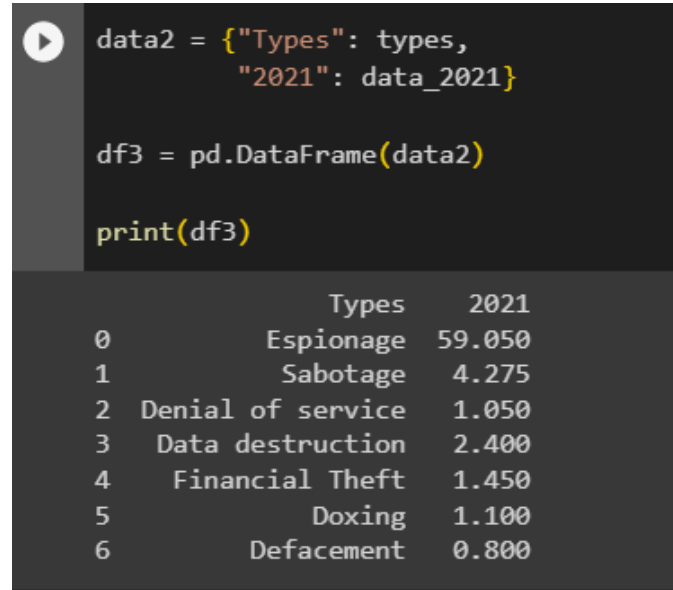 data2 = {"Types": types,
"2021": data_2021}
df3 = pd.DataFrame(data2)
print(df3)
Types 2021
0 Espionage 59.050
1 Sabotage 4.275
2 Denial of service 1.050
3 Data destruction 2.400
4 Financial Theft 1.450
5 Doxing 1.100
6 Defacement 0.800